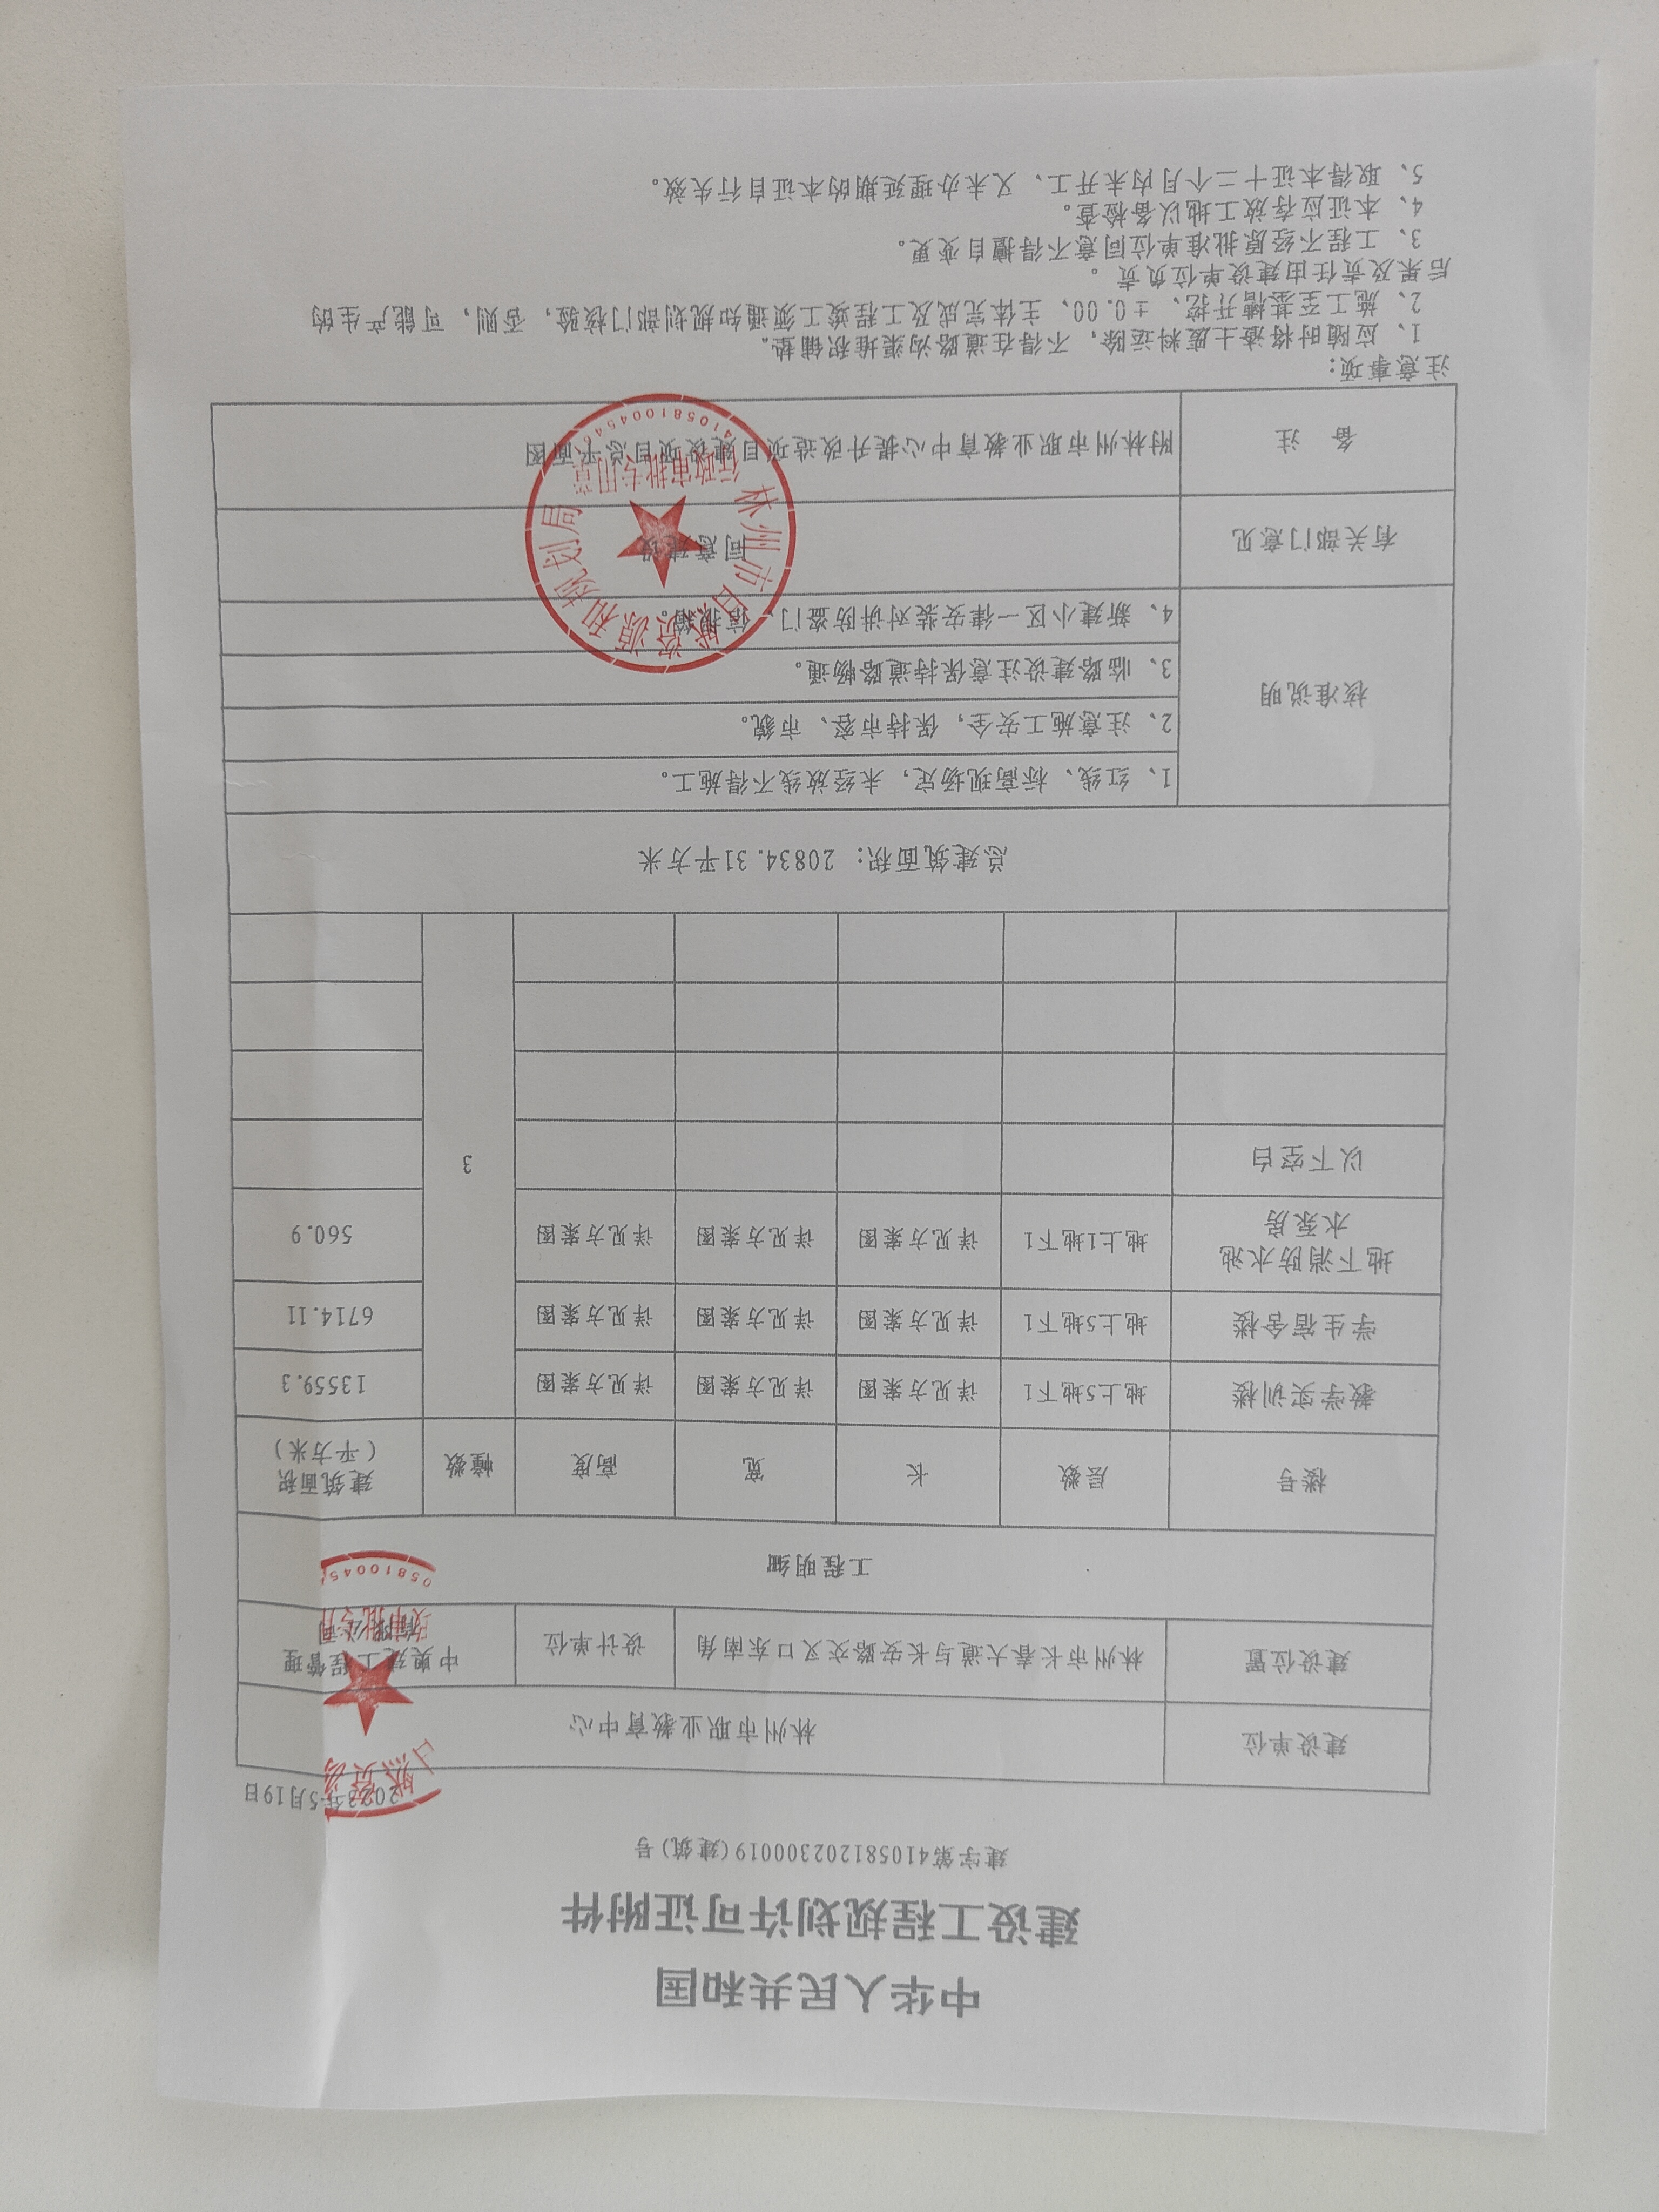 中华人民共和国
建设工程规划许可证附件
建字第4105812023000019(建筑)号
2023年5月19日
建设单位 林州市职业教育中心
建设位置 林州市长春大道与长安路交叉口东南角 设计单位 中奥建工程管理
有限公司
工程明细
楼号 层数 长 宽 高度 幢数 建筑面积
(平方米)
教学实训楼 地上5地下1 详见方案图 详见方案图 详见方案图 13559.3
学生宿舍楼 地上5地下1 详见方案图 详见方案图 详见方案图 6714.11
地下消防水池
水泵房 地上1地下1 详见方案图 详见方案图 详见方案图 560.9
以下空白 3
总建筑面积：20834.31平方米
核准说明
1、红线、标高现场定，未经放线不得施工。
2、注意施工安全，保持市容、市貌。
3、临路建设注意保持道路畅通。
4、新建小区一律安装对讲防盗门、信报箱。
有关部门意见 同意建设
备 注 附林州市职业教育中心提升改造项目建设项目总平面图
林州市自然资源和规划局
行政审批专用章
注意事项：
1、应随时将渣土废料运除，不得在道路沟渠堆积铺垫。
2、施工至基槽开挖、±0.00、主体完成及工程竣工须通知规划部门核验，否则，可能产生的
后果及责任由建设单位负责。
3、工程不经原批准单位同意不得擅自变更。
4、本证应存放工地以备检查。
5、取得本证十二个月内未开工、又未办理延期的本证自行失效。